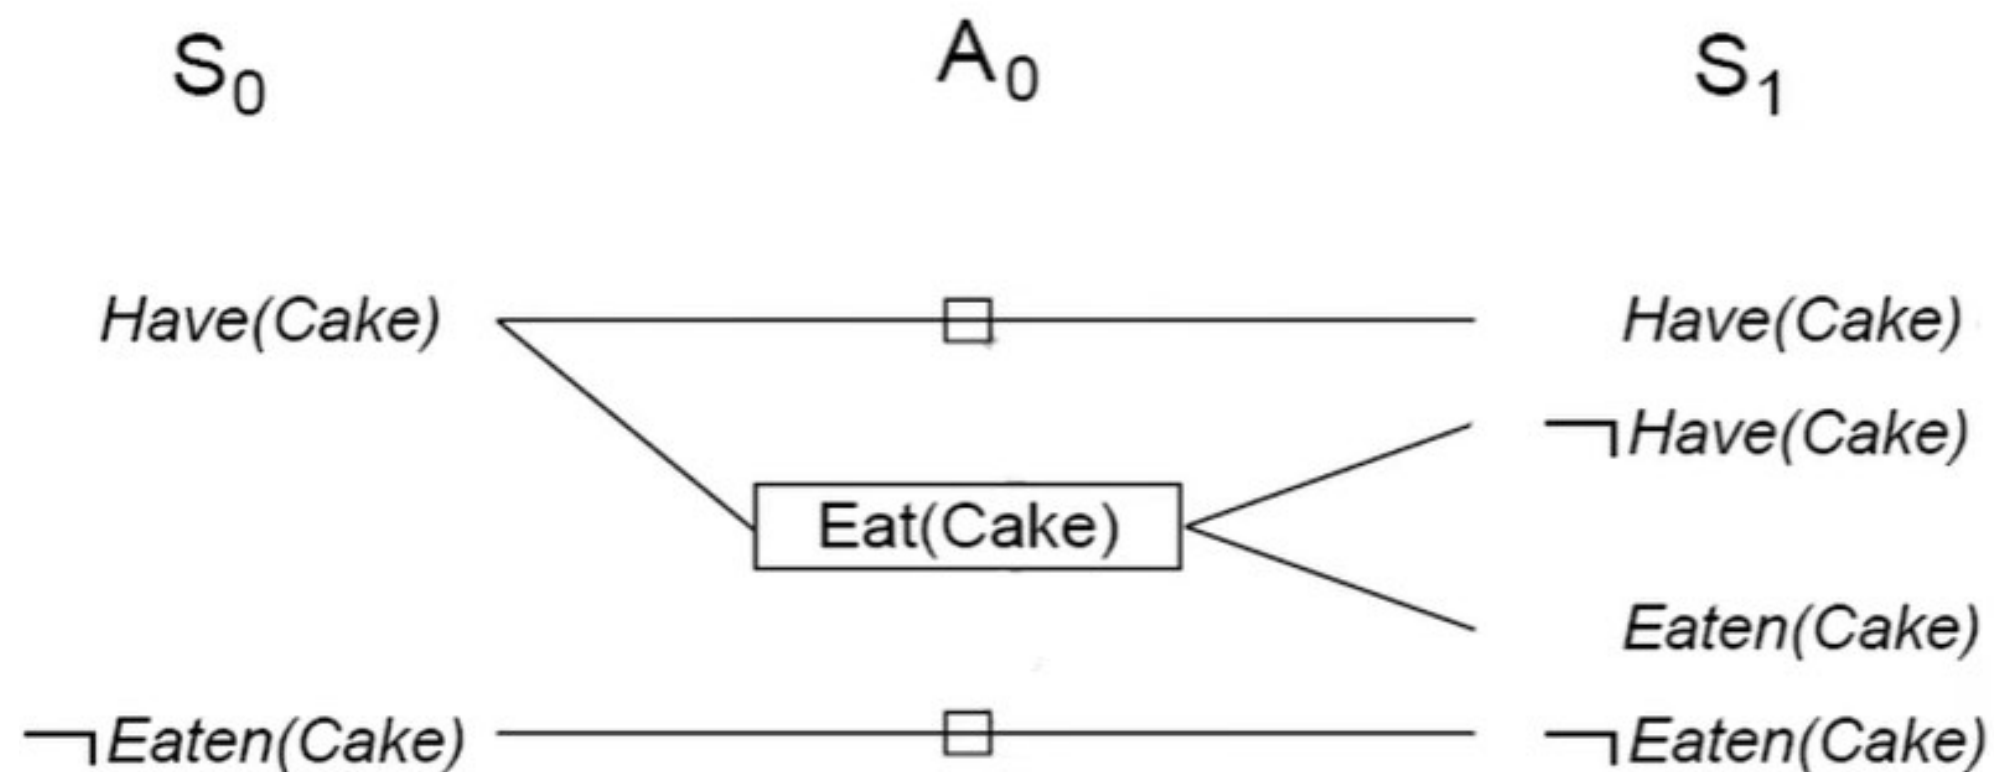 S₀ A₀ S₁
Have(Cake) Have(Cake)
¬Have(Cake)
Eat(Cake)
Eaten(Cake)
¬Eaten(Cake) ¬Eaten(Cake)